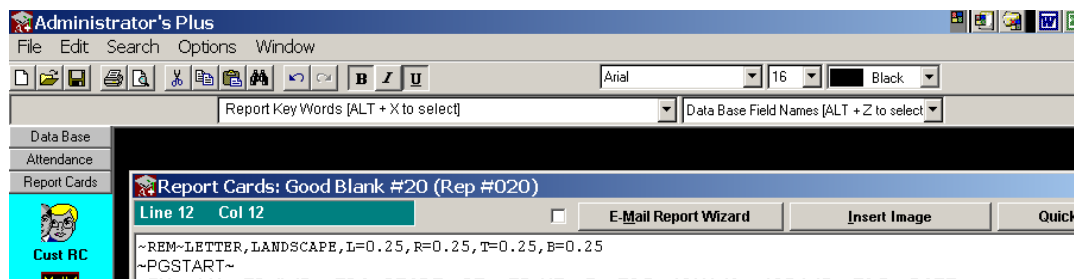 Administrator's Plus
File Edit Search Options Window
B I U Arial 16 Black
Report Key Words [ALT + X to select] Data Base Field Names [ALT + Z to select
Data Base
Attendance
Report Cards
Report Cards: Good Blank #20 (Rep #020)
Line 12 Col 12 E-Mail Report Wizard Insert Image Quick
~REM~LETTER,LANDSCAPE,L=0.25,R=0.25,T=0.25,B=0.25
~PGSTART~
Cust RC